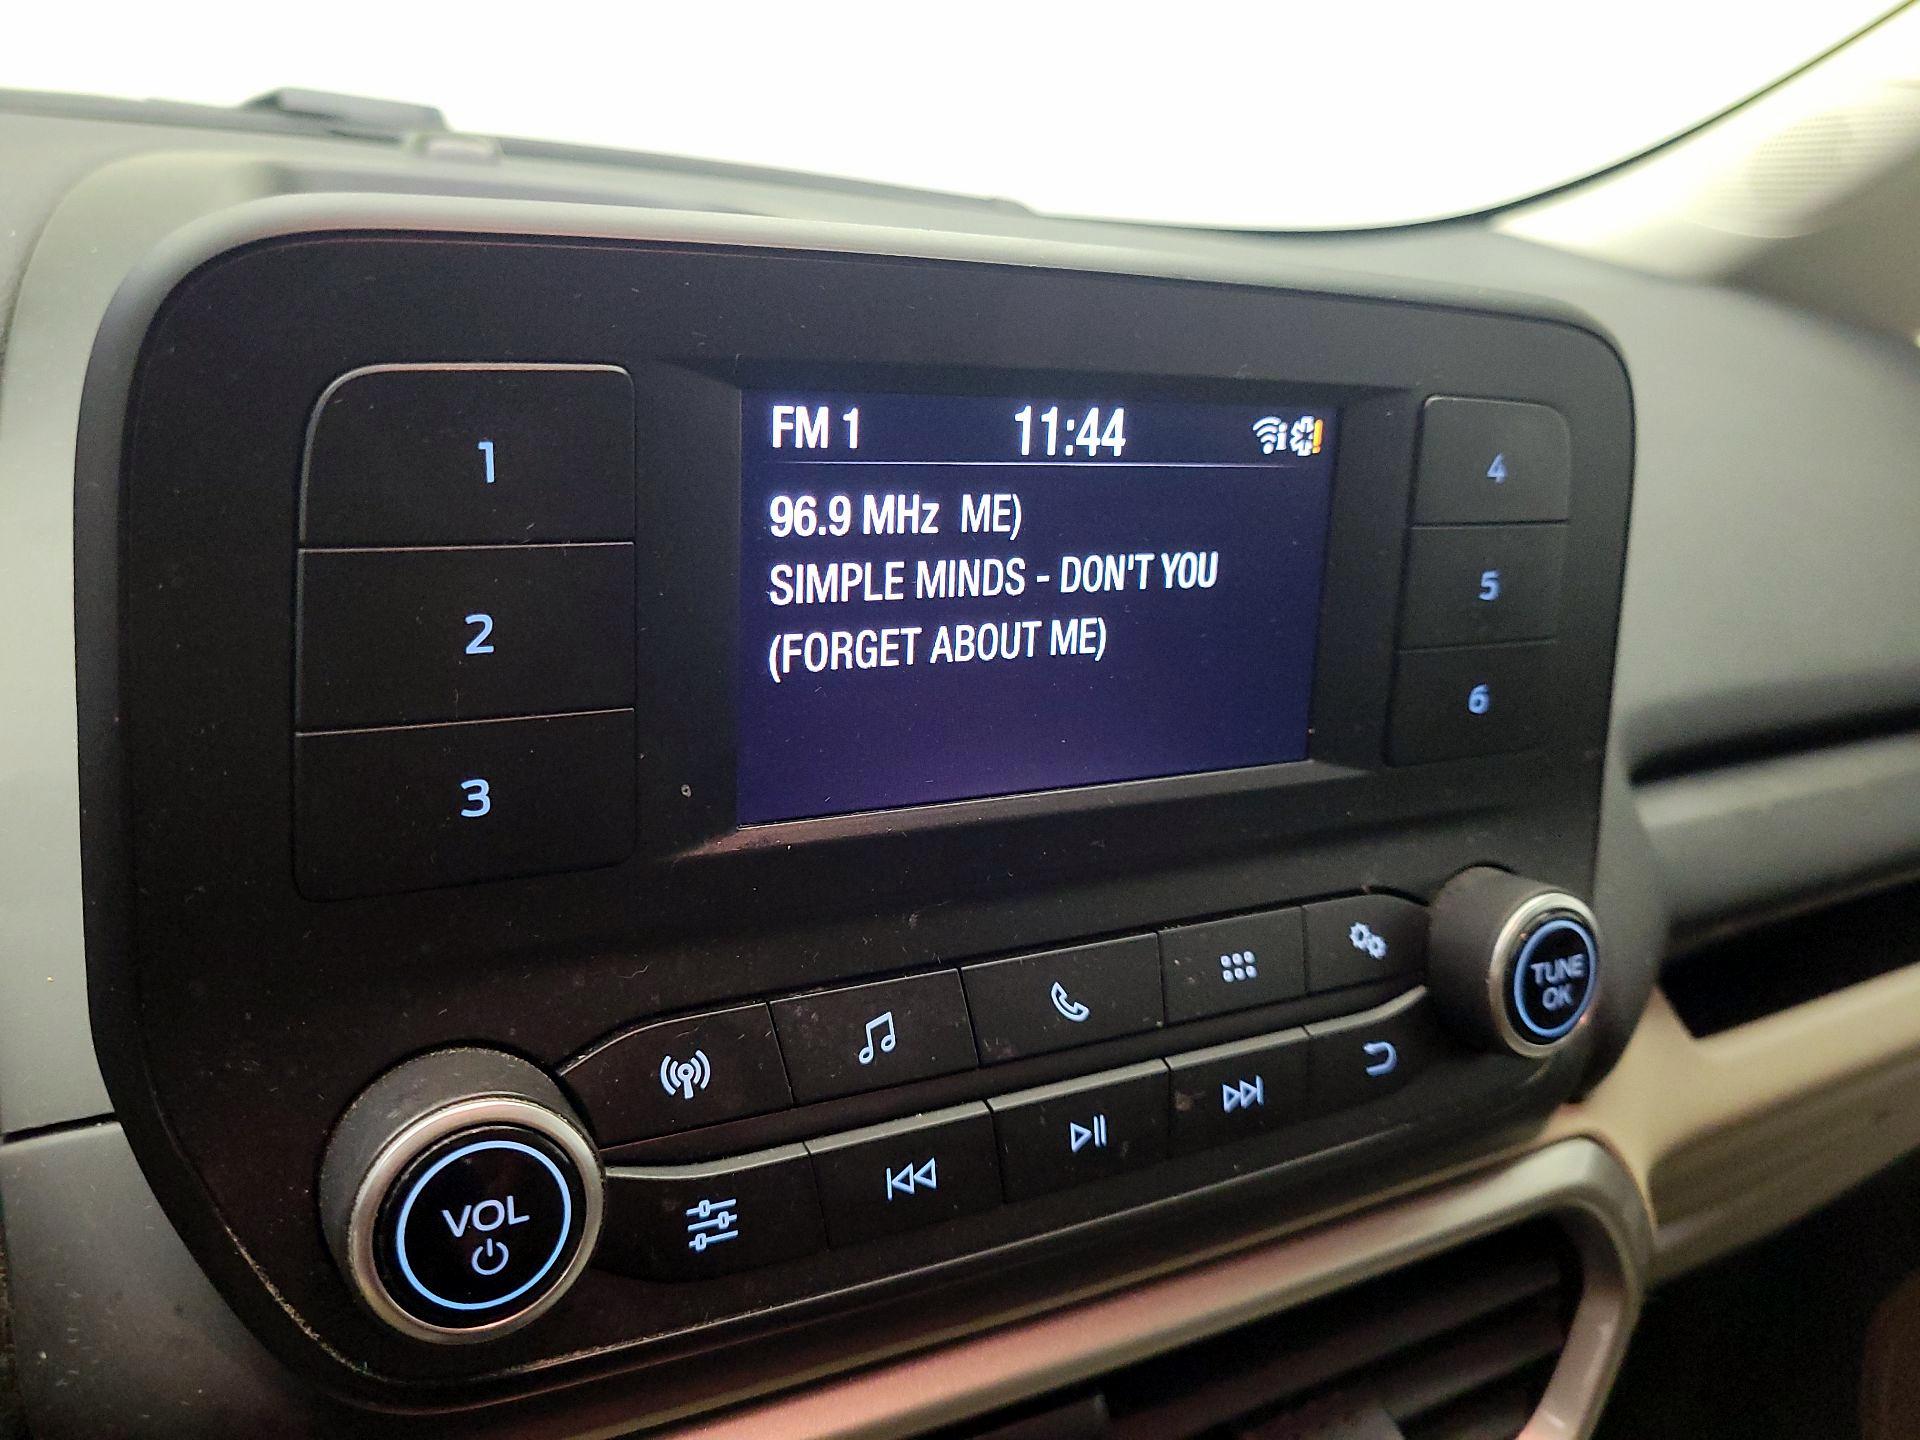 FM 1 11:44
96.9 MHz ME)
SIMPLE MINDS - DON'T YOU
(FORGET ABOUT ME)
1
2
3
4
5
6
VOL
TUNE
OK